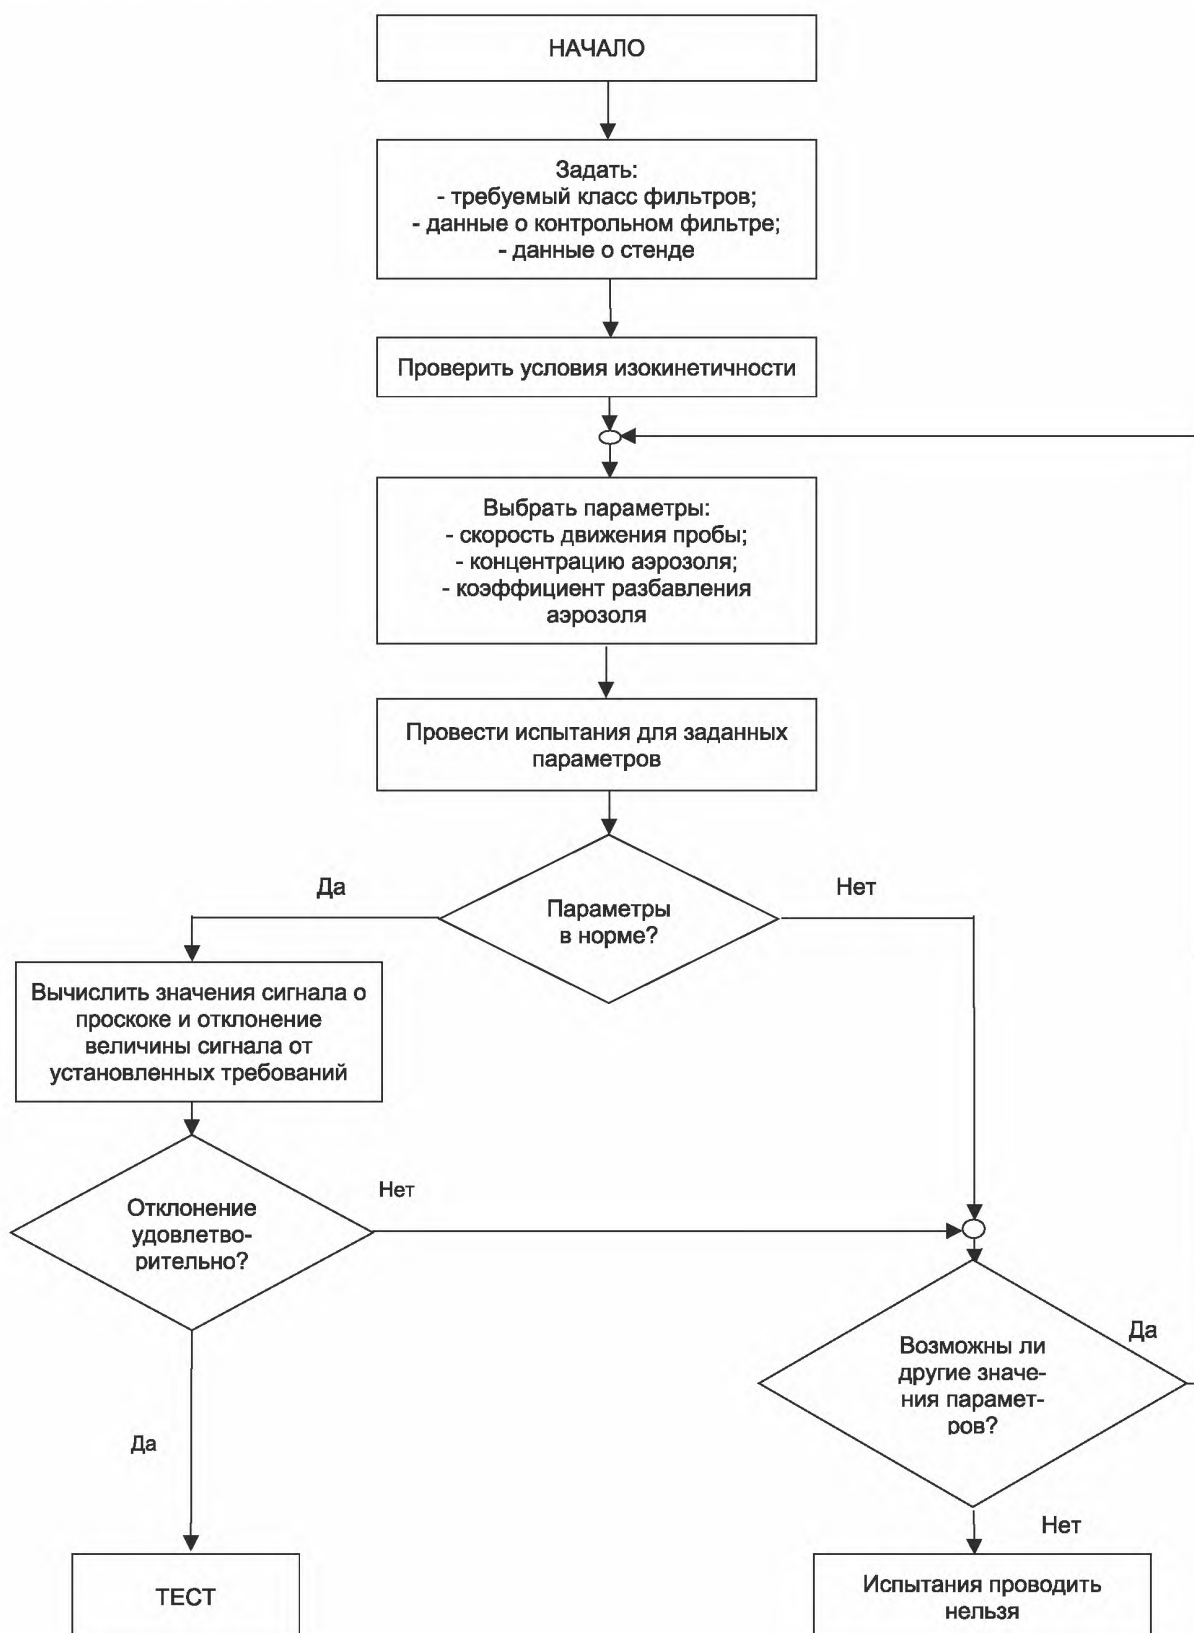 НАЧАЛО
Задать:
- требуемый класс фильтров;
- данные о контрольном фильтре;
- данные о стенде
Проверить условия изокинетичности
Выбрать параметры:
- скорость движения пробы;
- концентрацию аэрозоля;
- коэффициент разбавления
аэрозоля
Провести испытания для заданных
параметров
Да
Нет
Параметры
в норме?
Вычислить значения сигнала о
проскоке и отклонение
величины сигнала от
установленных требований
Нет
Отклонение
удовлетво-
рительно?
Да
Возможны ли
другие значе-
ния парамет-
ров?
Да
Нет
ТЕСТ
Испытания проводить
нельзя